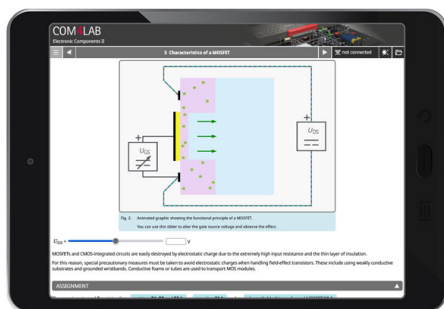 COM4LAB
Electronic Components II
5 Characteristics of a MOSFET
not connected
+
UGS
+
UDS
Fig. 2: Animated graphic showing the functional principle of a MOSFET.
You can use this slider to alter the gate source voltage and observe the effect.
UGS =
V
MOSFETs and CMOS-integrated circuits are easily destroyed by electrostatic charge due to the extremely high input resistance and the thin layer of insulation.
For this reason, special precautionary measures must be taken to avoid electrostatic charges when handling field-effect transistors. These include using weakly conductive
substrates and grounded wristbands. Conductive foams or tubes are used to transport MOS modules.
ASSIGNMENT